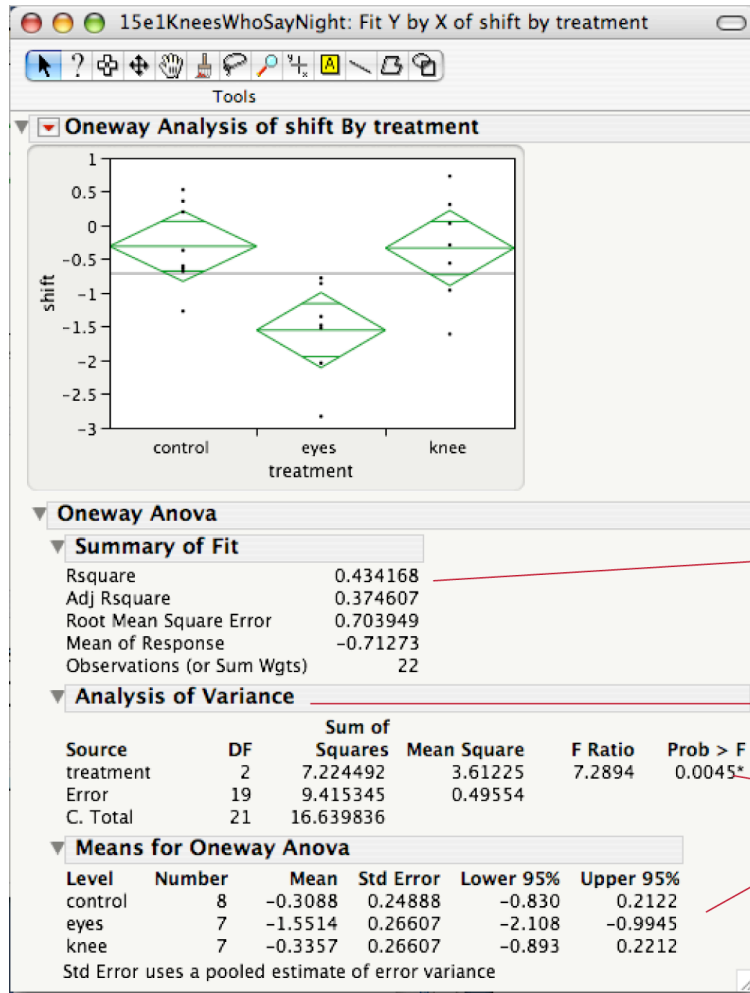 15e1KneesWhoSayNight: Fit Y by X of shift by treatment
Tools
Oneway Analysis of shift By treatment
1
0.5
0
-0.5
-1
-1.5
-2
-2.5
-3
shift
control eyes knee
treatment
Oneway Anova
Summary of Fit
Rsquare 0.434168
Adj Rsquare 0.374607
Root Mean Square Error 0.703949
Mean of Response -0.71273
Observations (or Sum Wgts) 22
Analysis of Variance
Sum of
Source DF Squares Mean Square F Ratio Prob > F
treatment 2 7.224492 3.61225 7.2894 0.0045*
Error 19 9.415345 0.49554
C. Total 21 16.639836
Means for Oneway Anova
Level Number Mean Std Error Lower 95% Upper 95%
control 8 -0.3088 0.24888 -0.830 0.2122
eyes 7 -1.5514 0.26607 -2.108 -0.9945
knee 7 -0.3357 0.26607 -0.893 0.2212
Std Error uses a pooled estimate of error variance